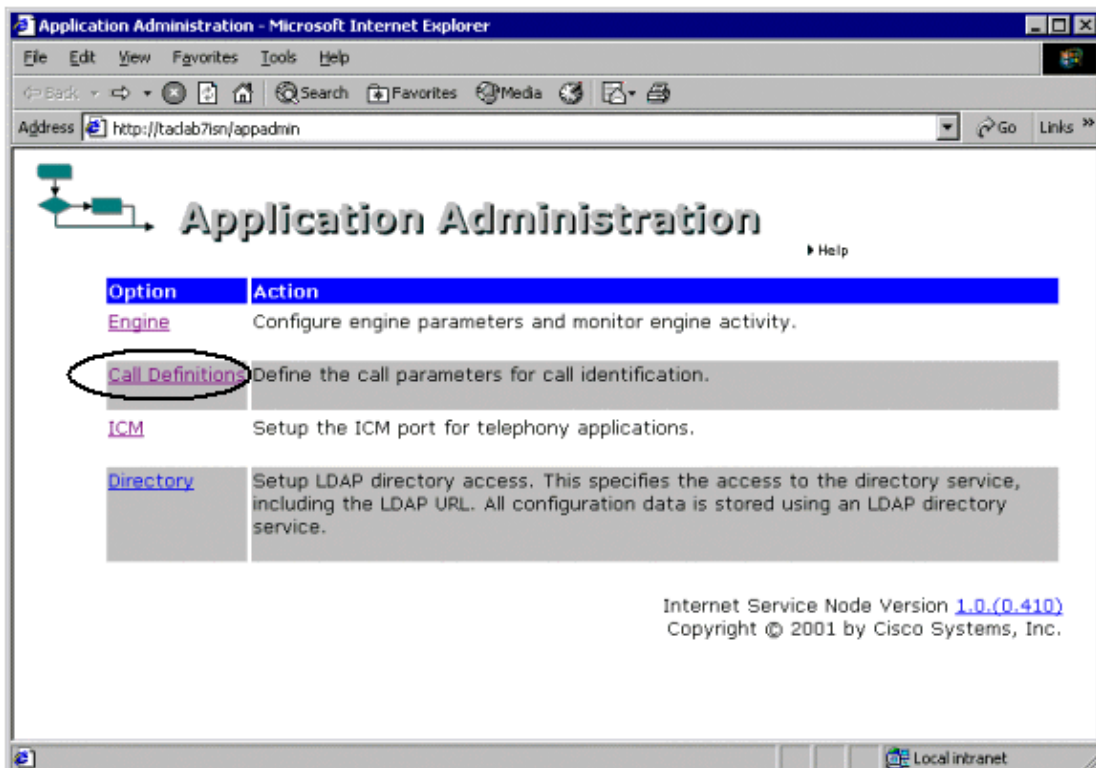 Application Administration - Microsoft Internet Explorer
File Edit View Favorites Tools Help
Back Search Favorites Media
Address http://taclab7isn/appadmin Go Links »
Application Administration
Help
Option Action
Engine Configure engine parameters and monitor engine activity.
Call Definitions Define the call parameters for call identification.
ICM Setup the ICM port for telephony applications.
Directory Setup LDAP directory access. This specifies the access to the directory service,
including the LDAP URL. All configuration data is stored using an LDAP directory
service.
Internet Service Node Version 1.0.(0.410)
Copyright © 2001 by Cisco Systems, Inc.
Local intranet